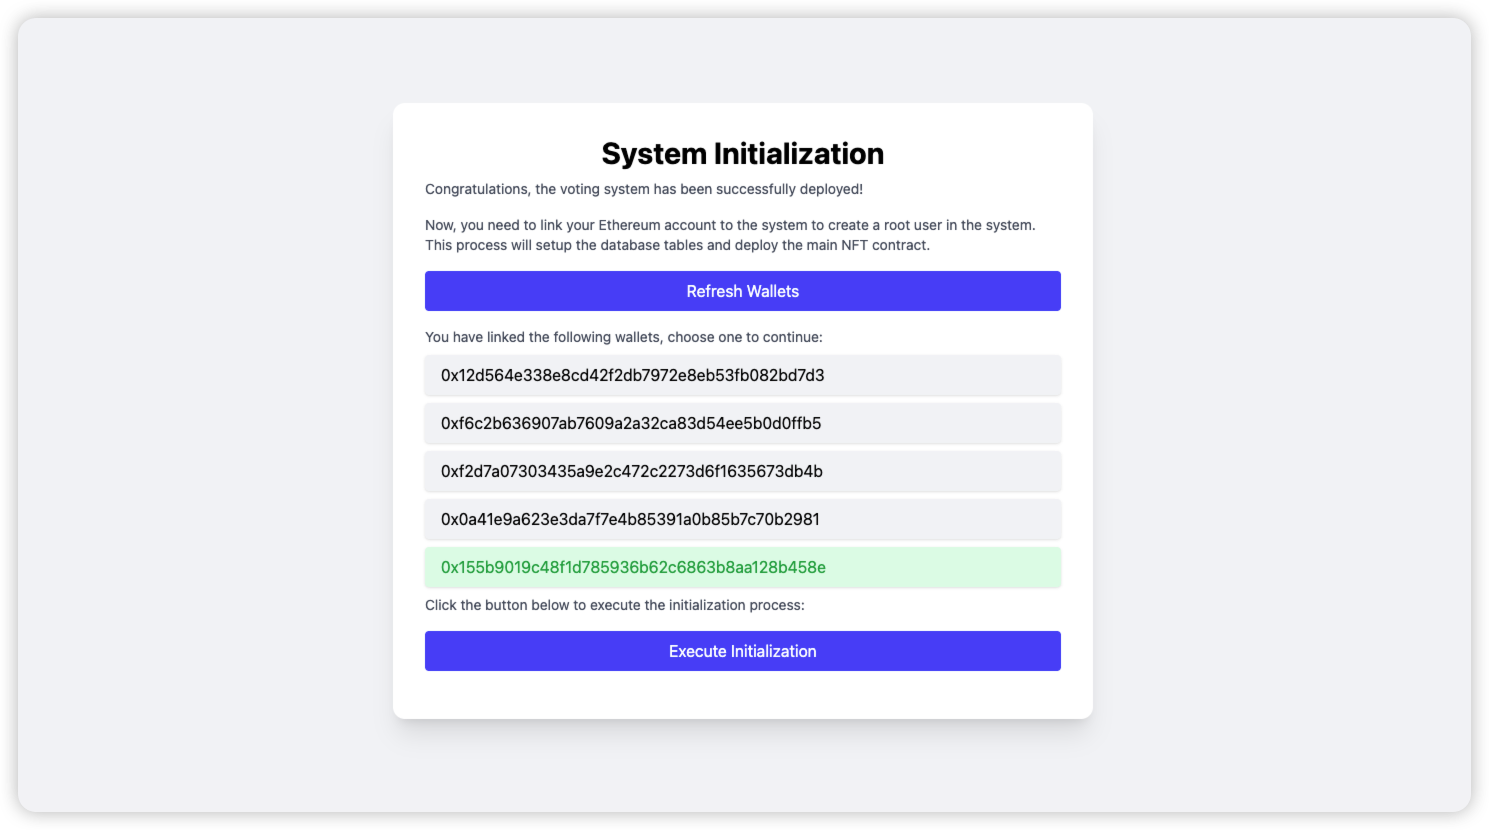 System Initialization
Congratulations, the voting system has been successfully deployed!
Now, you need to link your Ethereum account to the system to create a root user in the system.
This process will setup the database tables and deploy the main NFT contract.
Refresh Wallets
You have linked the following wallets, choose one to continue:
0x12d564e338e8cd42f2db7972e8eb53fb082bd7d3
0xf6c2b636907ab7609a2a32ca83d54ee5b0d0ffb5
0xf2d7a07303435a9e2c472c2273d6f1635673db4b
0x0a41e9a623e3da7f7e4b85391a0b85b7c70b2981
0x155b9019c48f1d785936b62c6863b8aa128b458e
Click the button below to execute the initialization process:
Execute Initialization